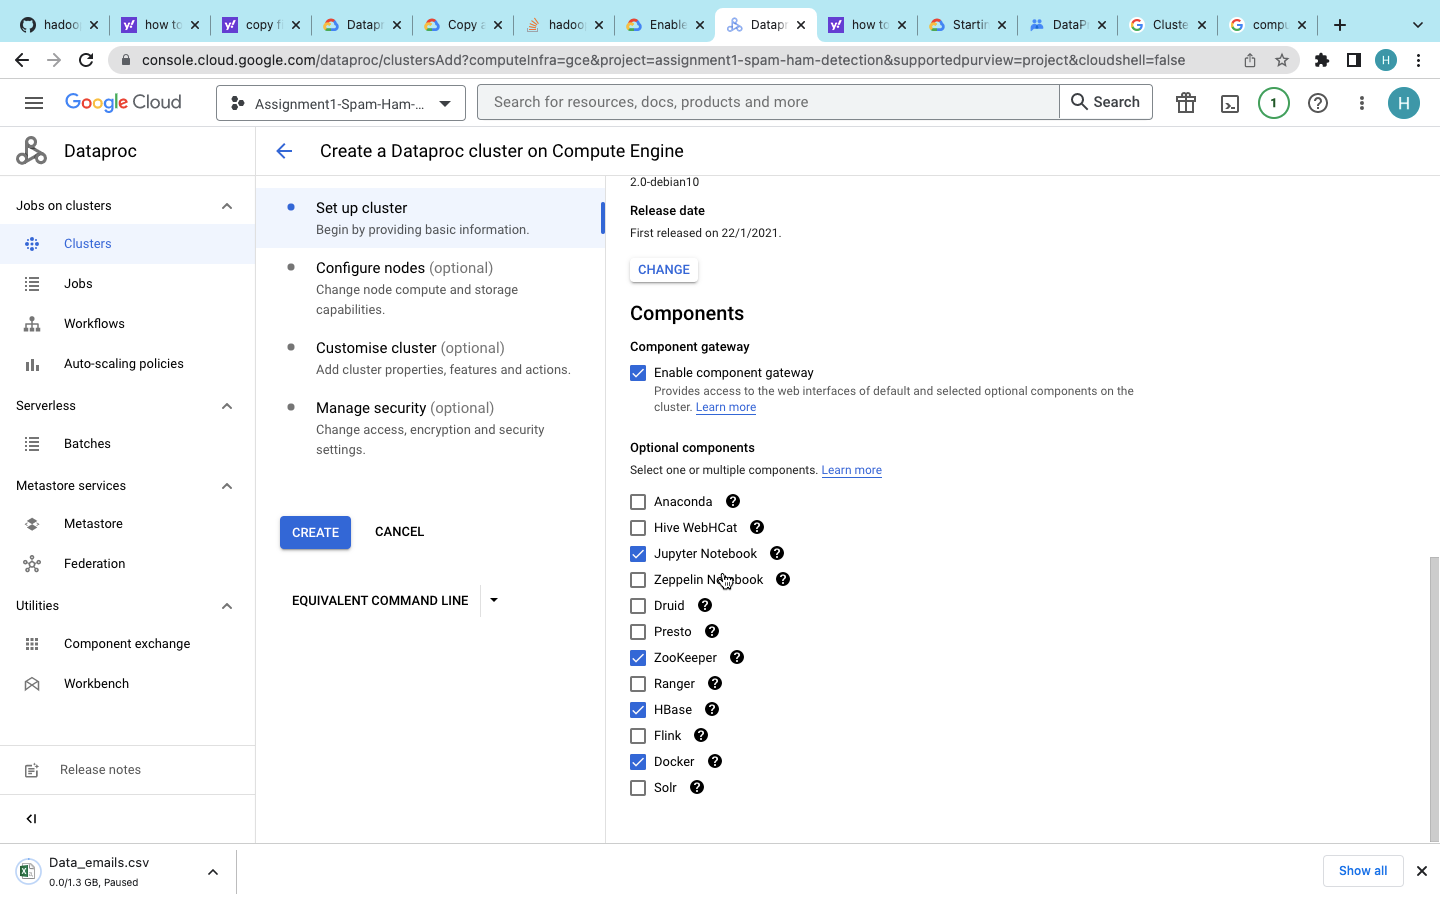 hadoo
how to
copy f
Datapr
Copy a
hadoo
Enable
Datapr
how to
Startin
DataP
Cluste
compu
console.cloud.google.com/dataproc/clustersAdd?computeInfra=gce&project=assignment1-spam-ham-detection&supportedpurview=project&cloudshell=false
H
Google Cloud
Assignment1-Spam-Ham-...
Search for resources, docs, products and more
Search
1
H
Dataproc
Create a Dataproc cluster on Compute Engine
Jobs on clusters
Clusters
Jobs
Workflows
Auto-scaling policies
Serverless
Batches
Metastore services
Metastore
Federation
Utilities
Component exchange
Workbench
Release notes
Set up cluster
Begin by providing basic information.
Configure nodes (optional)
Change node compute and storage
capabilities.
Customise cluster (optional)
Add cluster properties, features and actions.
Manage security (optional)
Change access, encryption and security
settings.
CREATE
CANCEL
EQUIVALENT COMMAND LINE
2.0-debian10
Release date
First released on 22/1/2021.
CHANGE
Components
Component gateway
Enable component gateway
Provides access to the web interfaces of default and selected optional components on the
cluster. Learn more
Optional components
Select one or multiple components. Learn more
Anaconda
Hive WebHCat
Jupyter Notebook
Zeppelin Notebook
Druid
Presto
ZooKeeper
Ranger
HBase
Flink
Docker
Solr
Data_emails.csv
0.0/1.3 GB, Paused
Show all